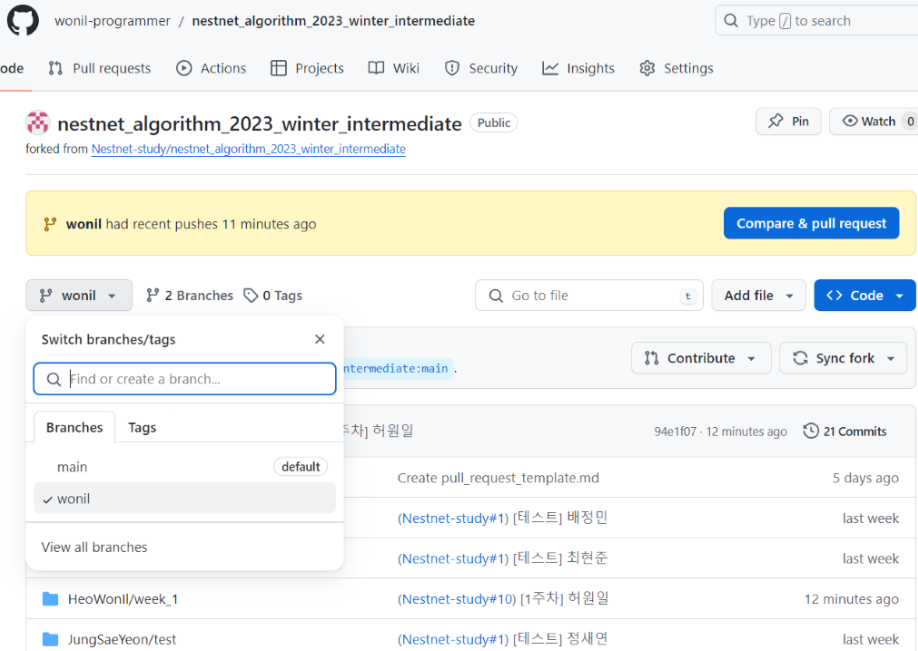 wonil-programmer / nestnet_algorithm_2023_winter_intermediate
Type / to search
ode Pull requests Actions Projects Wiki Security Insights Settings
nestnet_algorithm_2023_winter_intermediate Public
Pin Watch 0
forked from Nestnet-study/nestnet_algorithm_2023_winter_intermediate
wonil had recent pushes 11 minutes ago
Compare & pull request
wonil 2 Branches 0 Tags
Go to file t
Add file Code
Switch branches/tags
Find or create a branch...
Branches Tags
main default
wonil
View all branches
ntermediate:main .
Contribute Sync fork
주차] 허원일 94e1f07 · 12 minutes ago 21 Commits
Create pull_request_template.md 5 days ago
(Nestnet-study#1) [테스트] 배정민 last week
(Nestnet-study#1) [테스트] 최현준 last week
HeoWonIl/week_1 (Nestnet-study#10) [1주차] 허원일 12 minutes ago
JungSaeYeon/test (Nestnet-study#1) [테스트] 정새연 last week